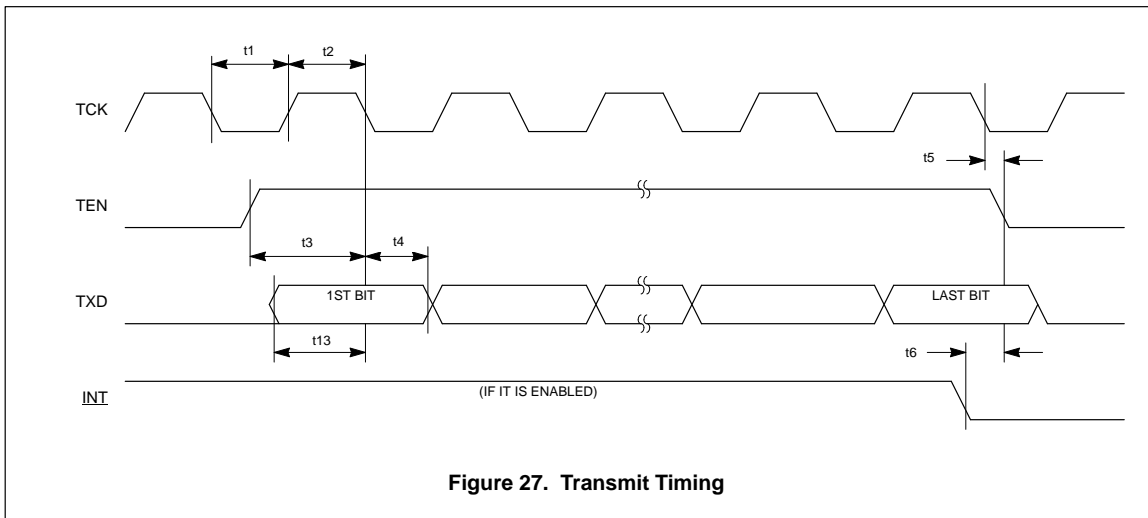 t1
t2
TCK
t5
TEN
t3
t4
TXD
1ST BIT
LAST BIT
t13
t6
INT
(IF IT IS ENABLED)
Figure 27. Transmit Timing